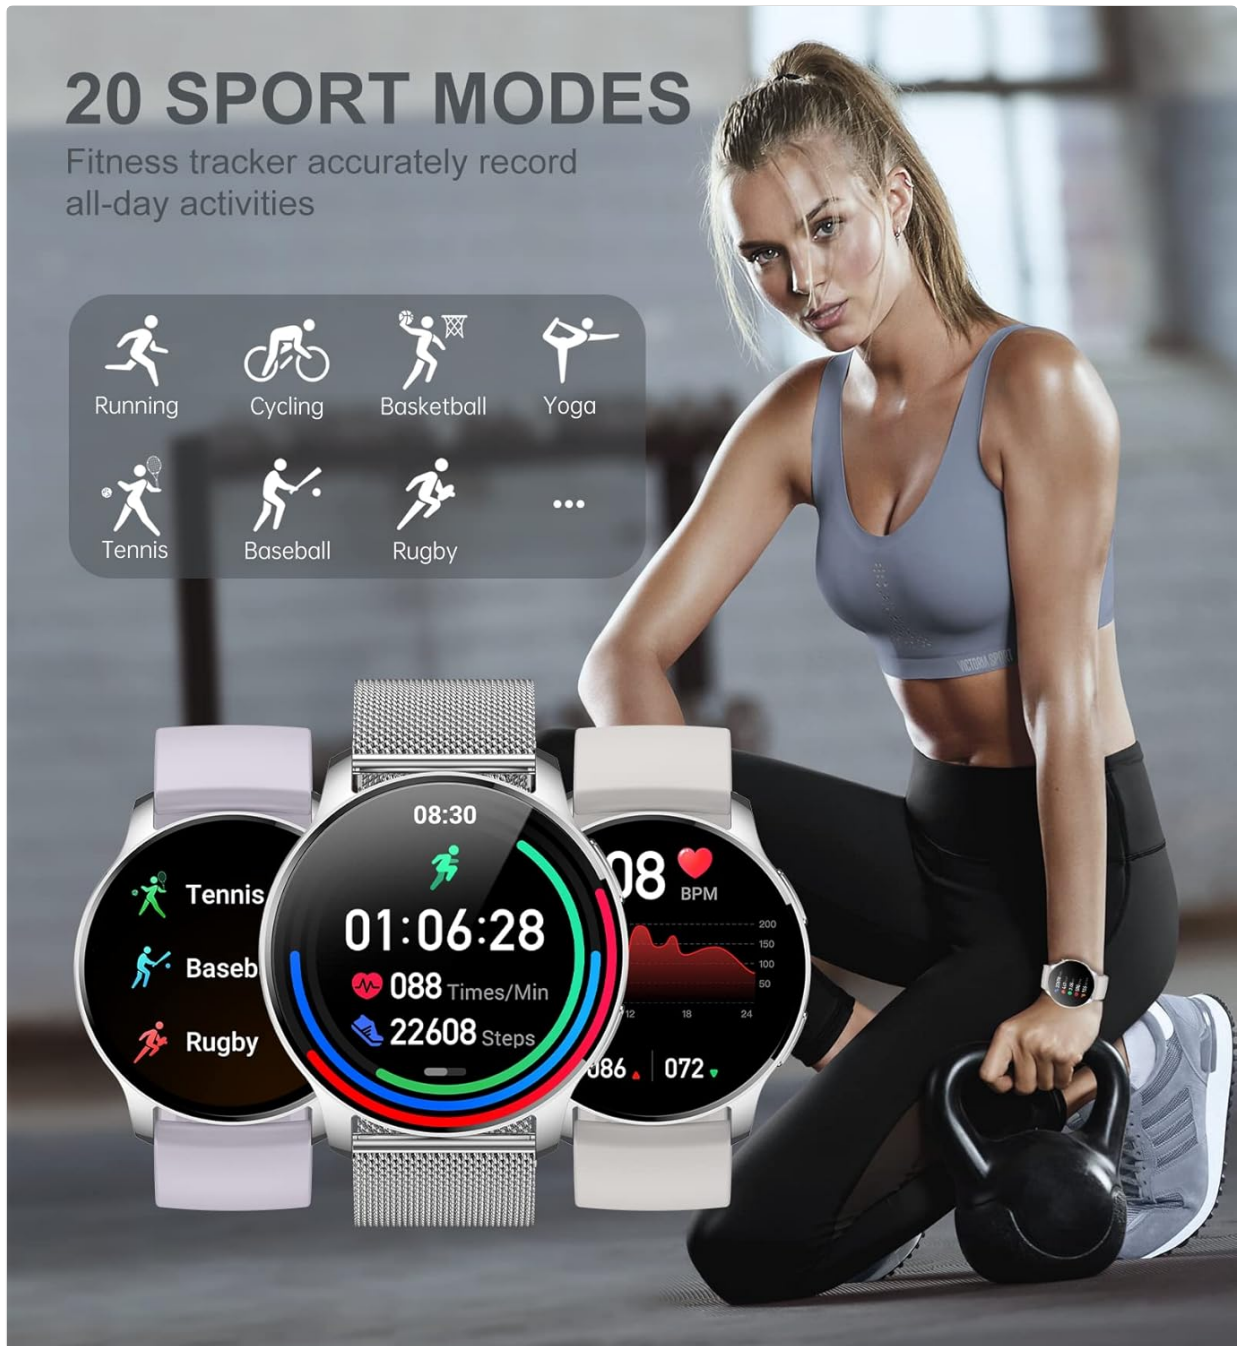 20 SPORT MODES
Fitness tracker accurately record
all-day activities
Running
Cycling
Basketball
Yoga
Tennis
Baseball
Rugby
...
VICTORIA SPORT
Tennis
Baseb
Rugby
08:30
01:06:28
088 Times/Min
22608 Steps
08
BPM
200
150
100
50
12 18 24
086 072